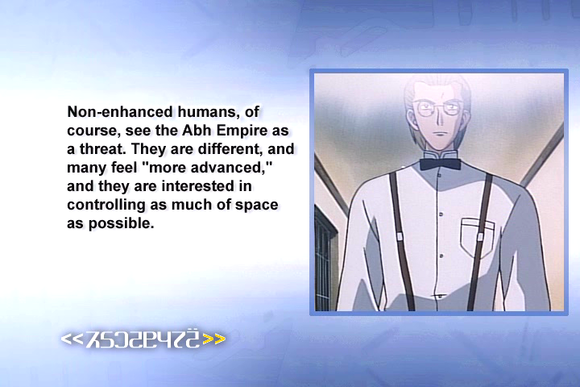 Non-enhanced humans, of
course, see the Abh Empire as
a threat. They are different, and
many feel "more advanced,"
and they are interested in
controlling as much of space
as possible.
<< >>